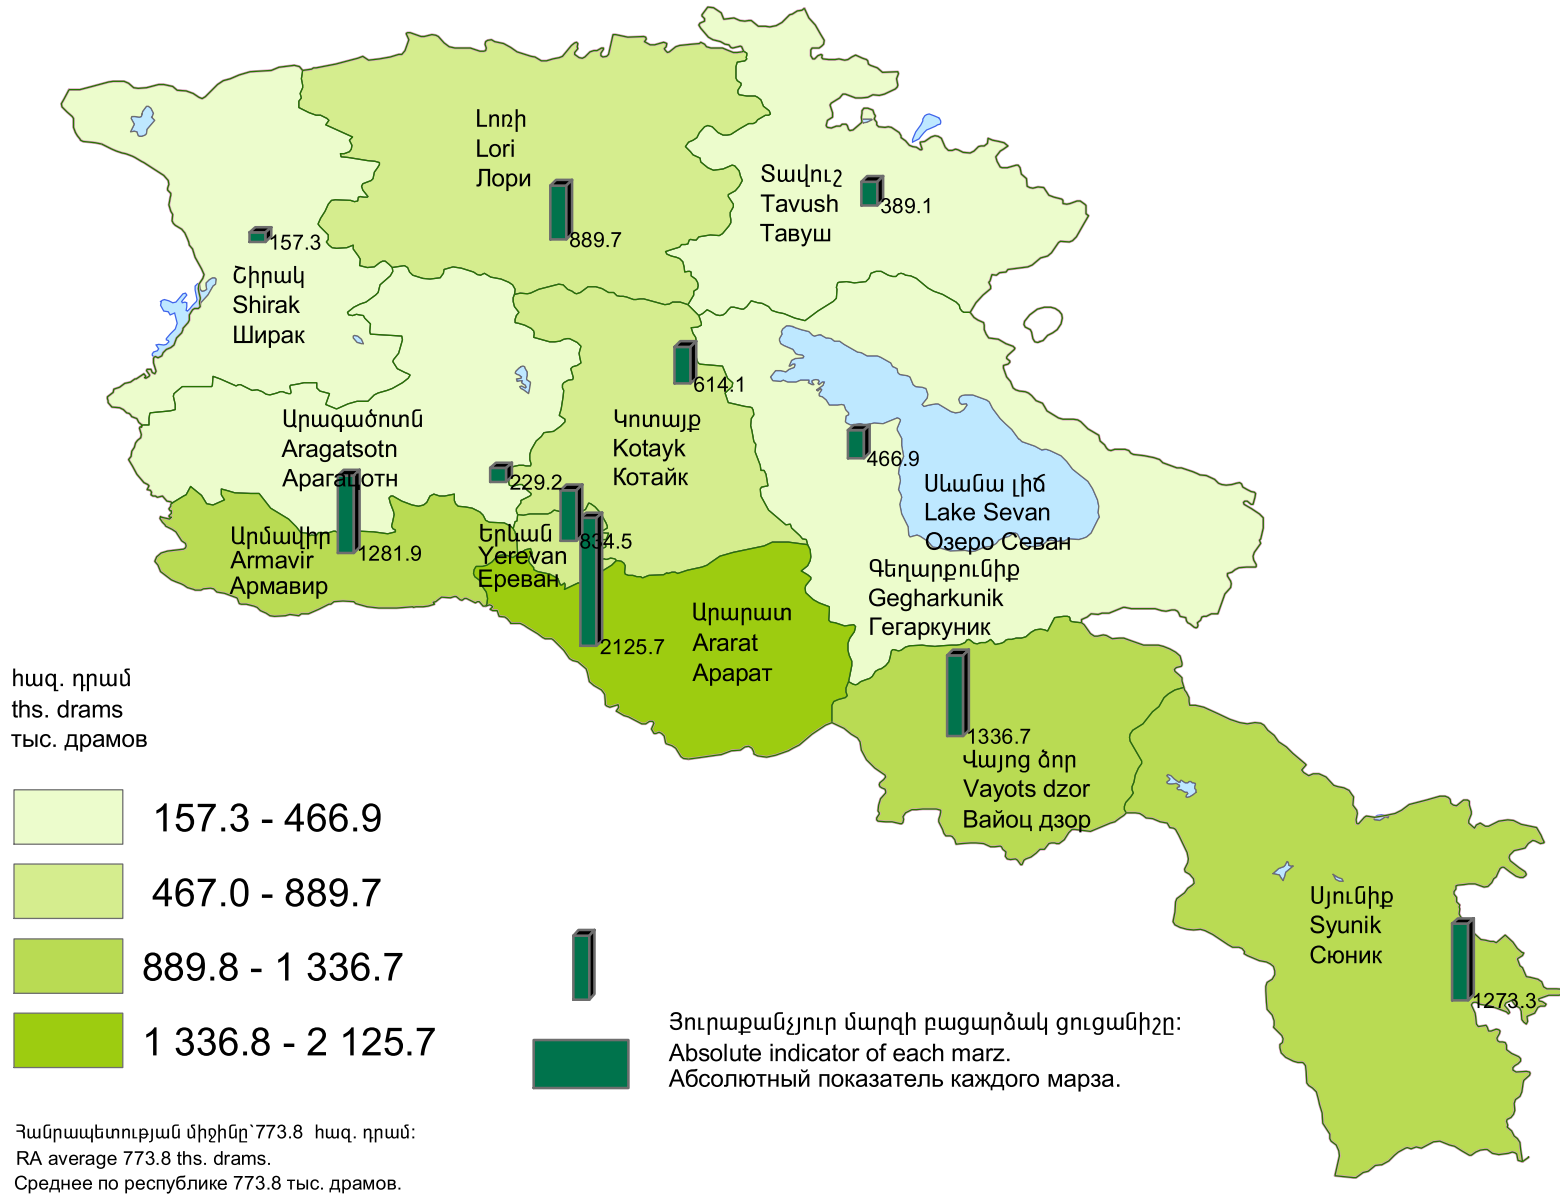 Լոռի
Lori
Лори
889.7
Տավուշ
Tavush
Тавуш
389.1
157.3
Շիրակ
Shirak
Ширак
614.1
Արագածոտն
Aragatsotn
Арагацотн
229.2
Կոտայք
Kotayk
Котайк
466.9
Սևանա լիճ
Lake Sevan
Озеро Севан
Արմավիր
Armavir
Армавир
1281.9
Երևան
Yerevan
Ереван
834.5
Գեղարքունիք
Gegharkunik
Гегаркуник
2125.7
Արարատ
Ararat
Арарат
1336.7
Վայոց ձոր
Vayots dzor
Вайоц дзор
Սյունիք
Syunik
Сюник
1273.3
հազ. դրամ
ths. drams
тыс. драмов
157.3 - 466.9
467.0 - 889.7
889.8 - 1 336.7
1 336.8 - 2 125.7
Յուրաքանչյուր մարզի բացարձակ ցուցանիշը:
Absolute indicator of each marz.
Абсолютный показатель каждого марза.
Հանրապետության միջինը`773.8 հազ. դրամ:
RA average 773.8 ths. drams.
Среднее по республике 773.8 тыс. драмов.